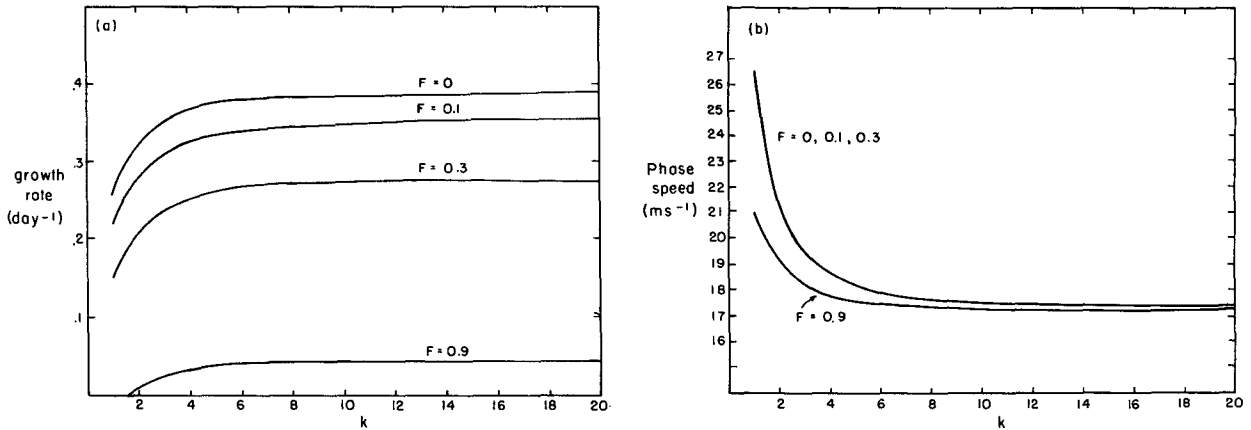 (a)
.4
.3
.2
.1
growth
rate
(day-1)
F = 0
F = 0.1
F = 0.3
F = 0.9
2 4 6 8 10 12 14 16 18 20
k
(b)
27
26
25
24
23
22
21
20
19
18
17
16
Phase
speed
(ms-1)
F = 0, 0.1, 0.3
F = 0.9
2 4 6 8 10 12 14 16 18 20
k